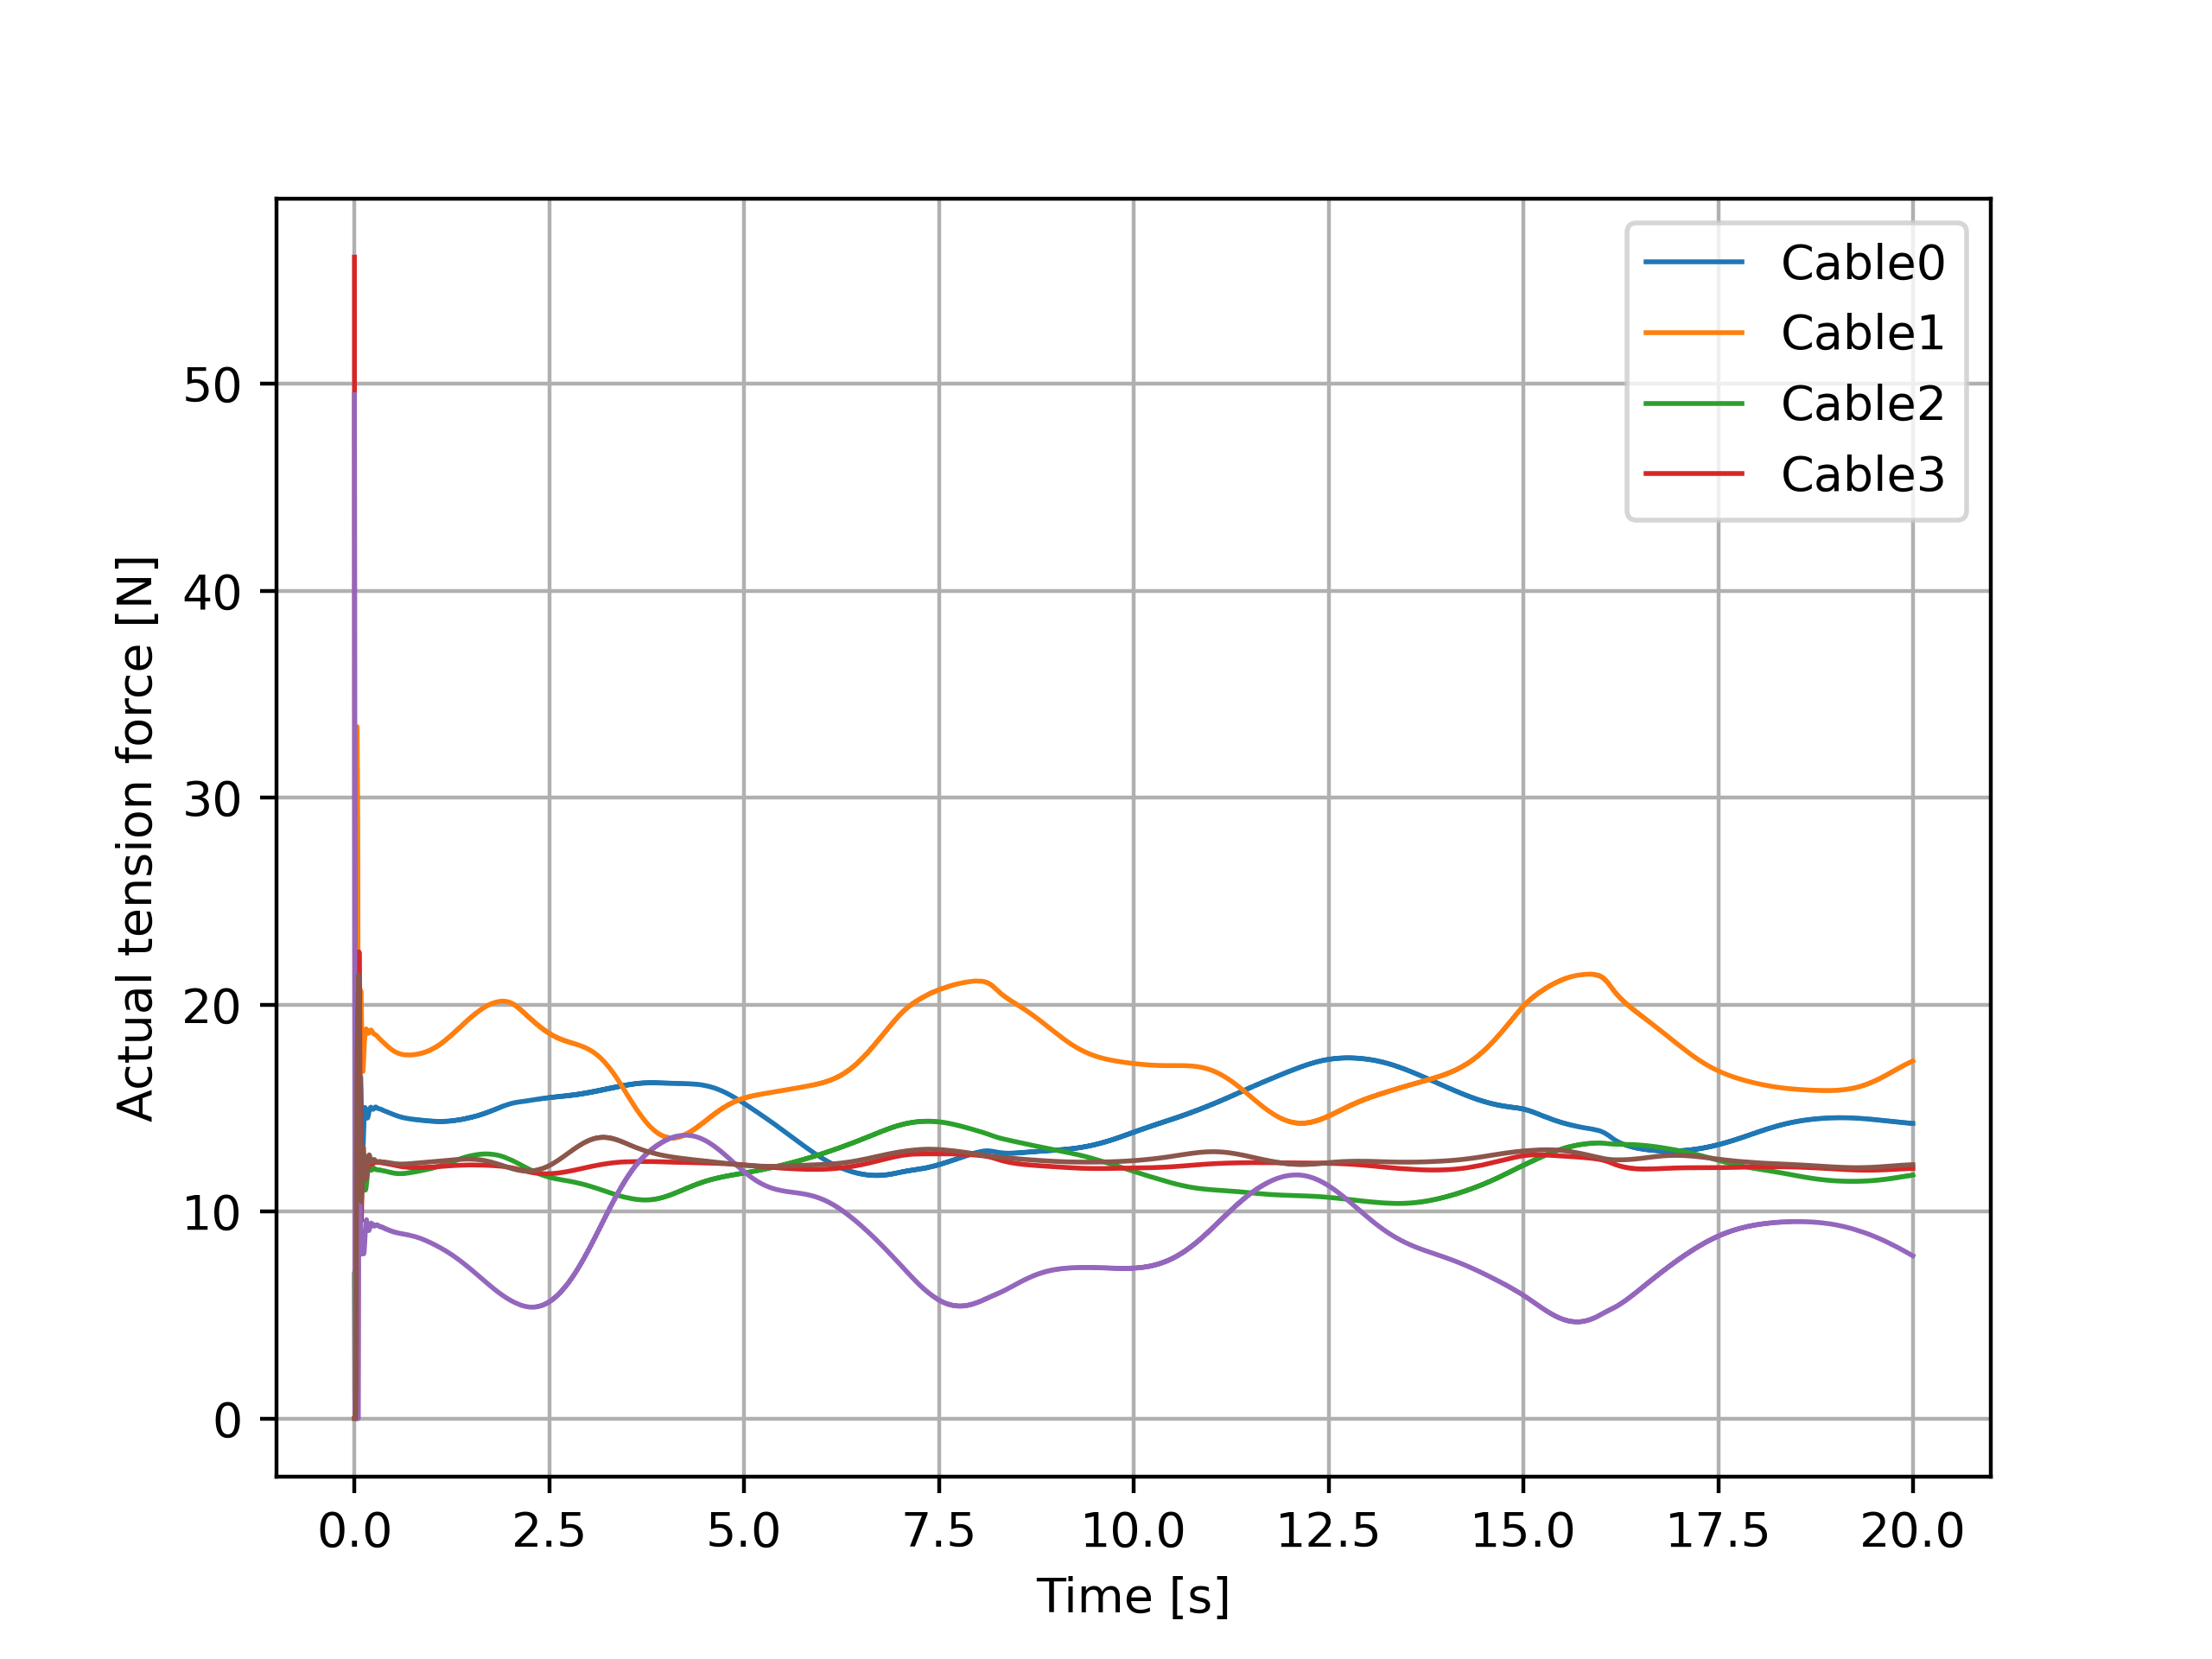 Cable0
Cable1
Cable2
Cable3
Actual tension force [N]
50
40
30
20
10
0
0.0 2.5 5.0 7.5 10.0 12.5 15.0 17.5 20.0
Time [s]